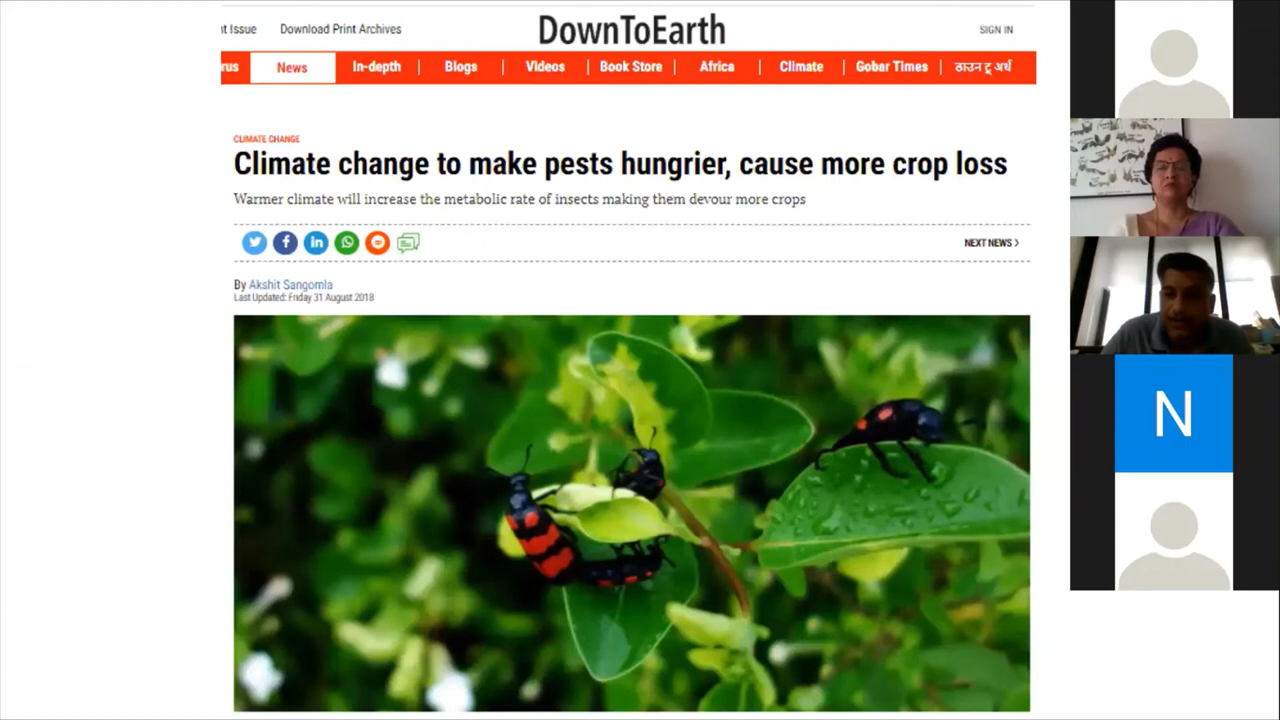 t Issue Download Print Archives DownToEarth SIGN IN
rus News In-depth Blogs Videos Book Store Africa Climate Gobar Times डाउन टू अर्थ
CLIMATE CHANGE
Climate change to make pests hungrier, cause more crop loss
Warmer climate will increase the metabolic rate of insects making them devour more crops
NEXT NEWS
By Akshit Sangomla
Last Updated: Friday 31 August 2018
N